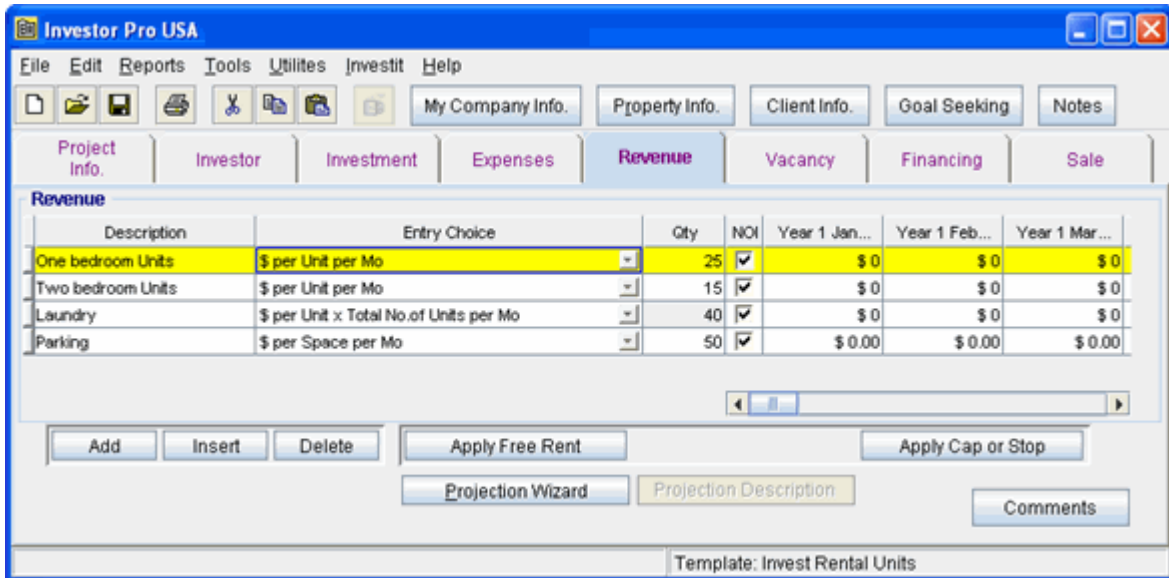 Investor Pro USA
File Edit Reports Tools Utilites Investit Help
My Company Info. Property Info. Client Info. Goal Seeking Notes
Project Info. Investor Investment Expenses Revenue Vacancy Financing Sale
Revenue
Description Entry Choice Qty NOI Year 1 Jan... Year 1 Feb... Year 1 Mar...
One bedroom Units $ per Unit per Mo 25 $ 0 $ 0 $ 0
Two bedroom Units $ per Unit per Mo 15 $ 0 $ 0 $ 0
Laundry $ per Unit x Total No.of Units per Mo 40 $ 0 $ 0 $ 0
Parking $ per Space per Mo 50 $ 0.00 $ 0.00 $ 0.00
Add Insert Delete Apply Free Rent Apply Cap or Stop
Projection Wizard Projection Description
Comments
Template: Invest Rental Units